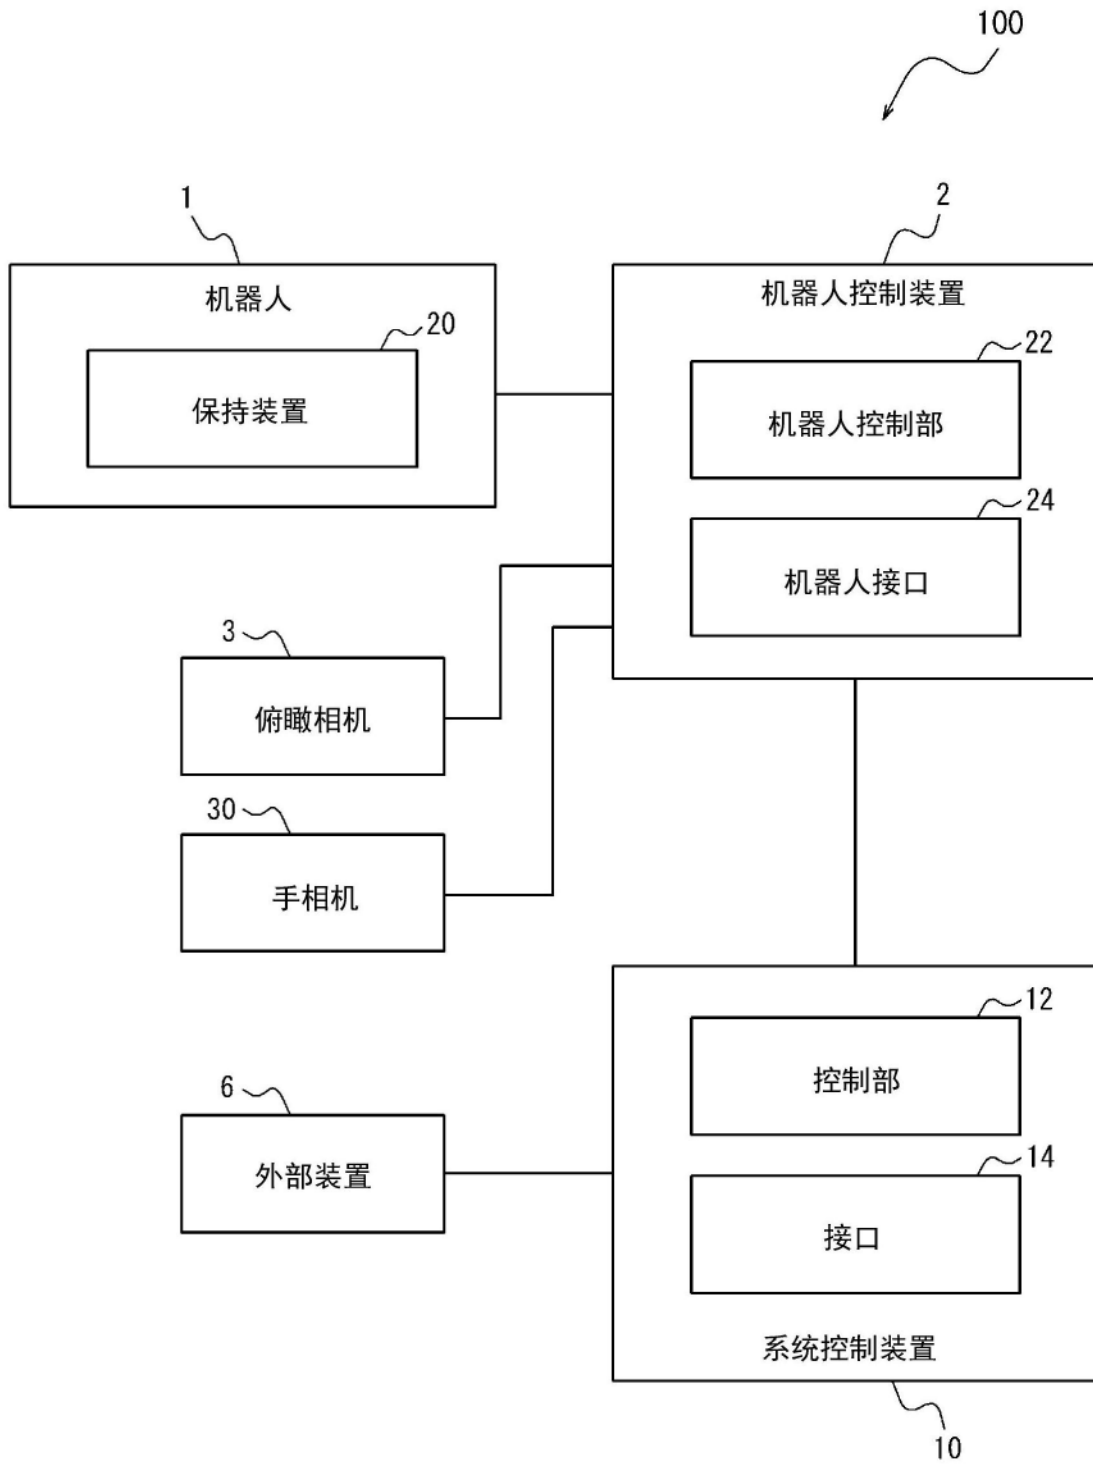 100
1
2
机器人
机器人控制装置
20
22
保持装置
机器人控制部
24
机器人接口
3
俯瞰相机
30
手相机
12
控制部
6
14
外部装置
接口
系统控制装置
10